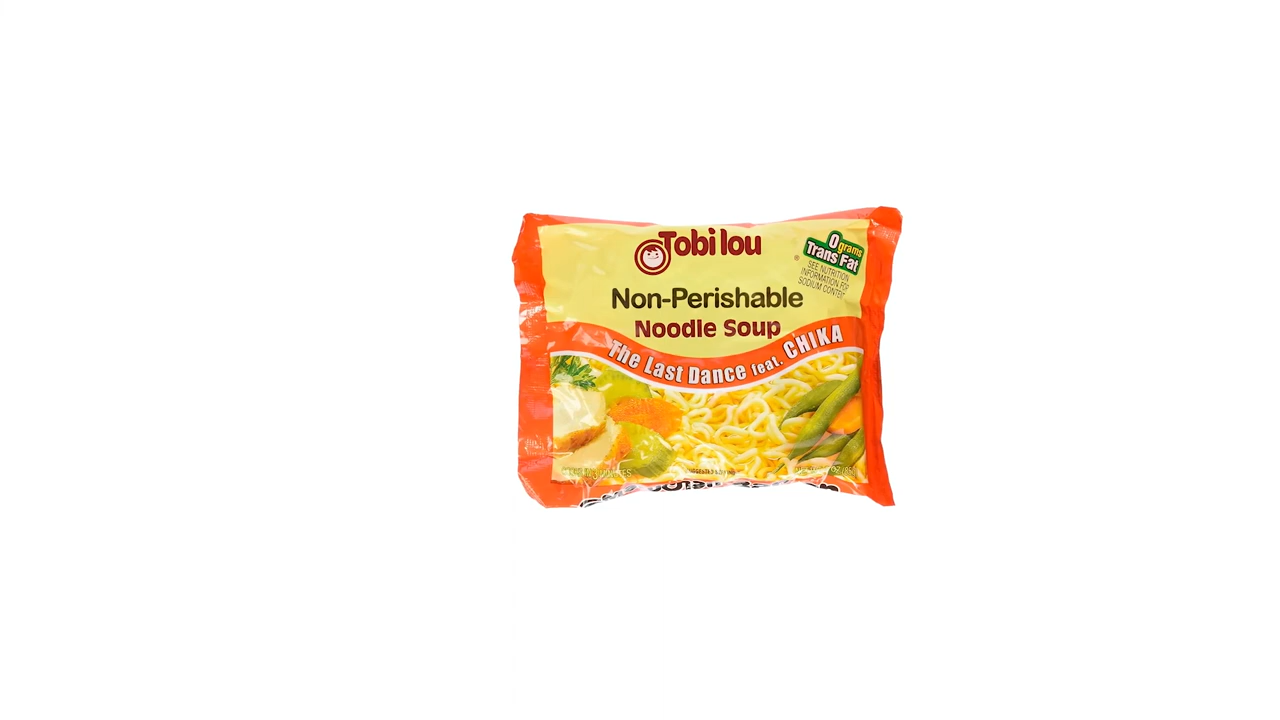 Tobi lou
0 grams
Trans Fat
SEE NUTRITION
INFORMATION FOR
SODIUM CONTENT
®
Non-Perishable
Noodle Soup
The Last Dance feat. CHIKA